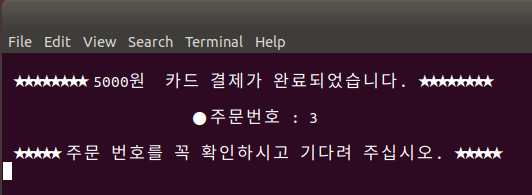 File Edit View Search Terminal Help
★★★★★★★★ 5000원 카드 결제가 완료되었습니다. ★★★★★★★★
●주문번호 : 3
★★★★★ 주문 번호를 꼭 확인하시고 기다려 주십시오. ★★★★★